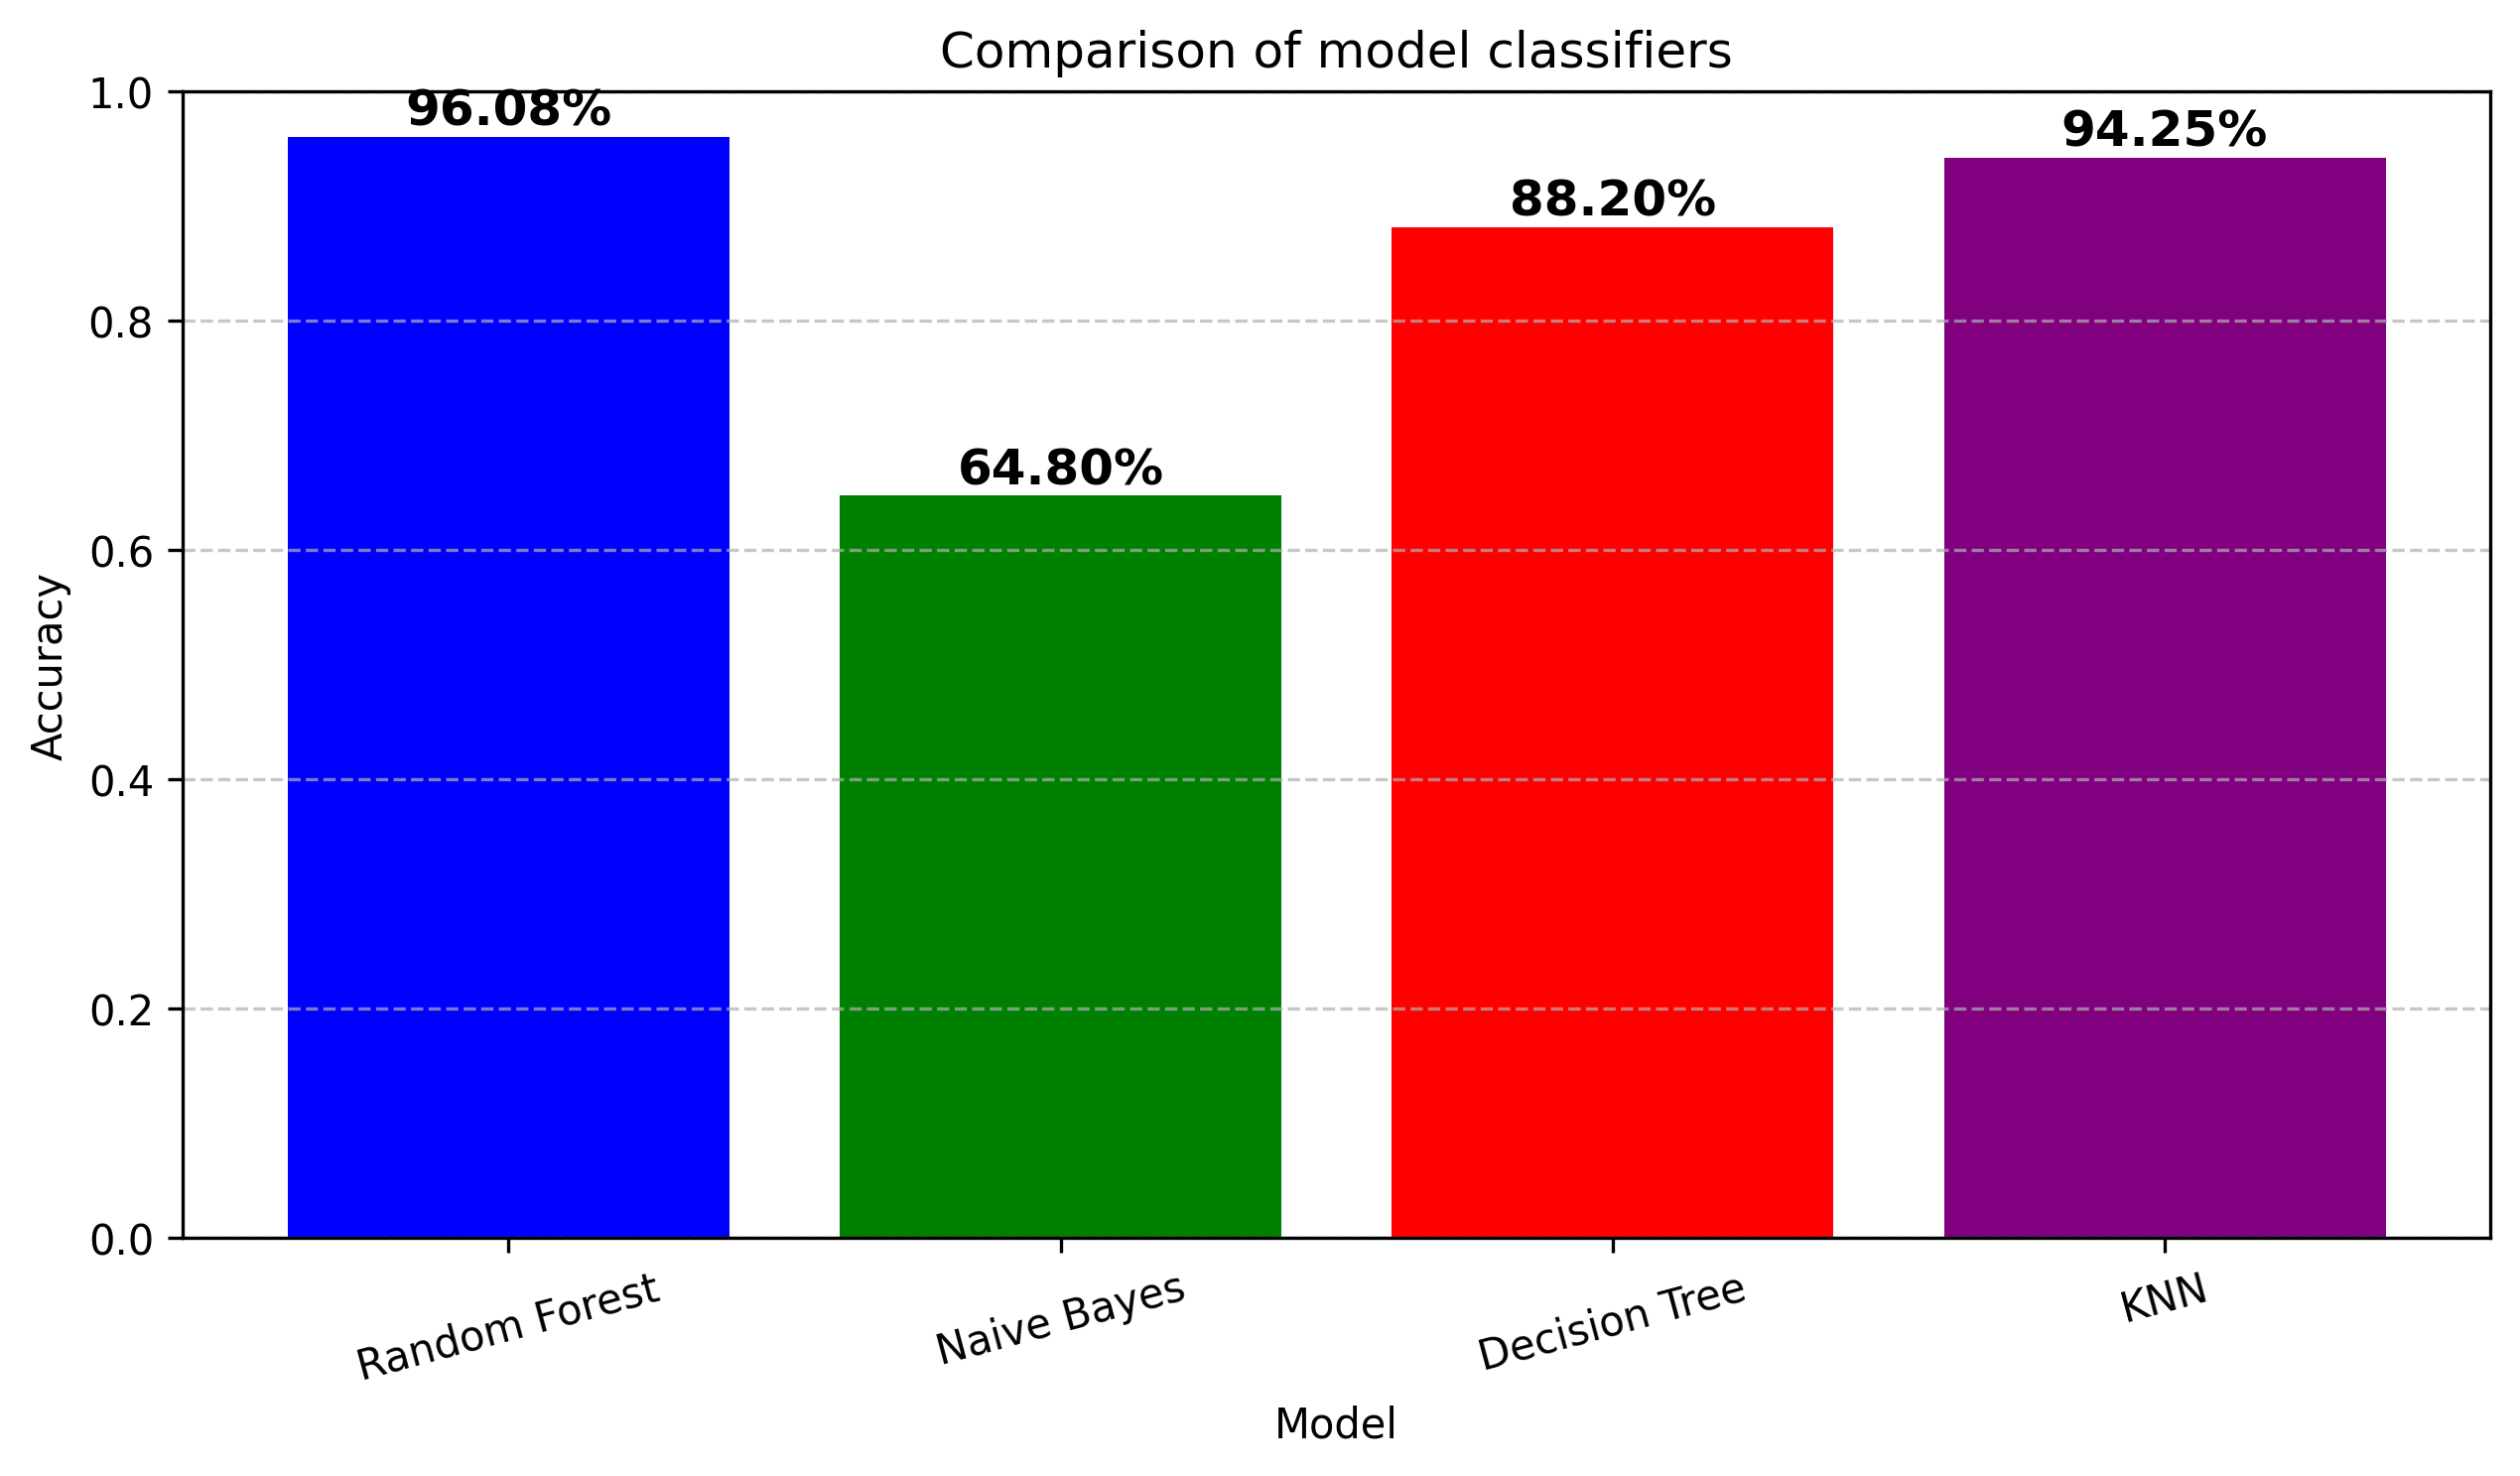 Comparison of model classifiers
1.0
0.8
0.6
0.4
0.2
0.0
Accuracy
96.08%
64.80%
88.20%
94.25%
Random Forest
Naive Bayes
Decision Tree
KNN
Model